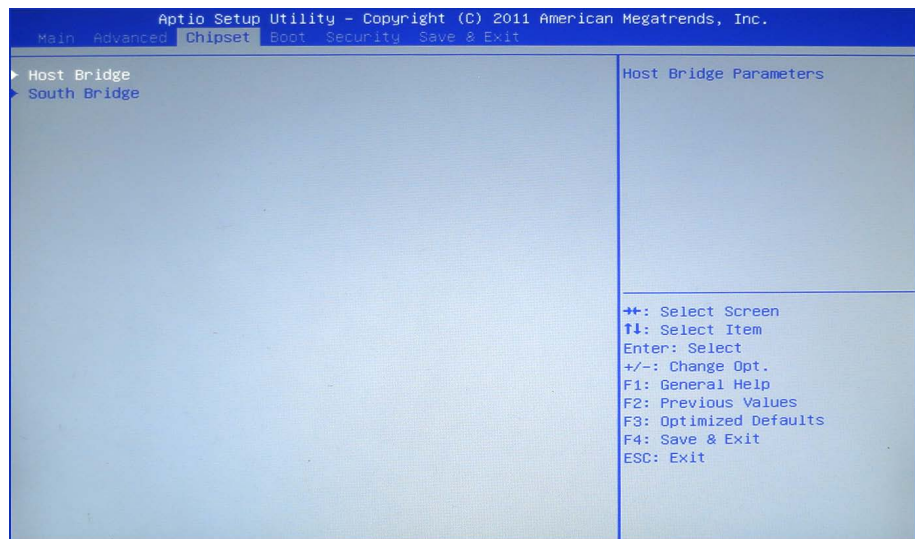 Aptio Setup Utility – Copyright (C) 2011 American Megatrends, Inc.
Main Advanced Chipset Boot Security Save & Exit
▶ Host Bridge
▶ South Bridge
Host Bridge Parameters
→←: Select Screen
↑↓: Select Item
Enter: Select
+/-: Change Opt.
F1: General Help
F2: Previous Values
F3: Optimized Defaults
F4: Save & Exit
ESC: Exit